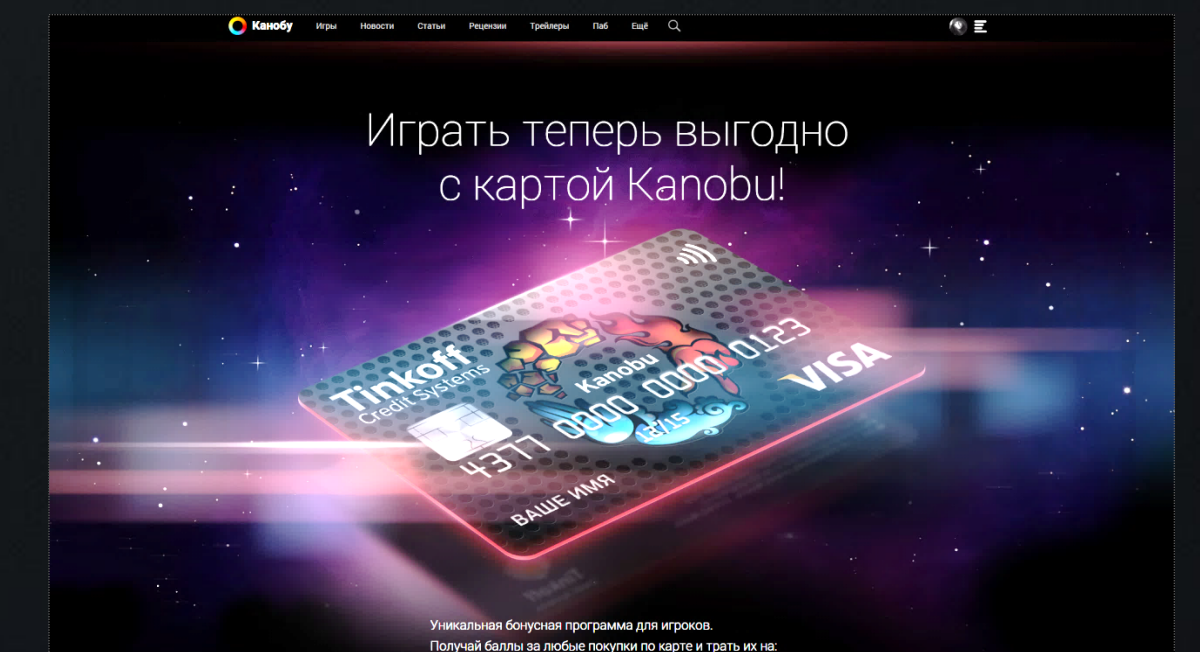 Канобу
Игры Новости Статьи Рецензии Трейлеры Паб Ещё
Играть теперь выгодно
с картой Kanobu!
Tinkoff
Credit Systems
Kanobu
4377 0000 0000 0123
12/15
VISA
ВАШЕ ИМЯ
Уникальная бонусная программа для игроков.
Получай баллы за любые покупки по карте и трать их на: